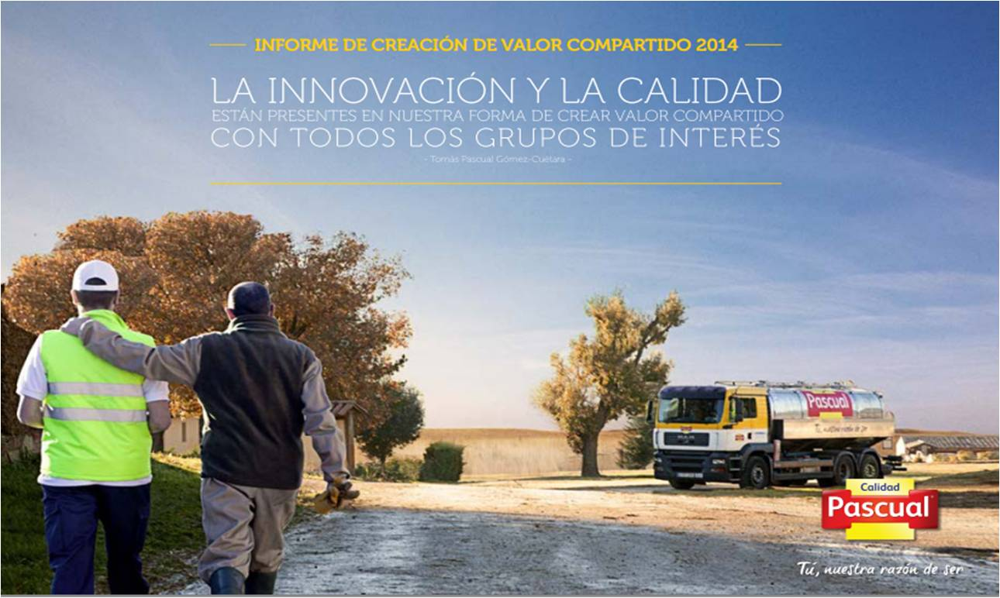 INFORME DE CREACIÓN DE VALOR COMPARTIDO 2014
LA INNOVACIÓN Y LA CALIDAD
ESTÁN PRESENTES EN NUESTRA FORMA DE CREAR VALOR COMPARTIDO
CON TODOS LOS GRUPOS DE INTERÉS
- Tomás Pascual Gómez-Cuétara -
Pascual
Tú, nuestra razón de ser
MAN
Calidad
Pascual
Tú, nuestra razón de ser